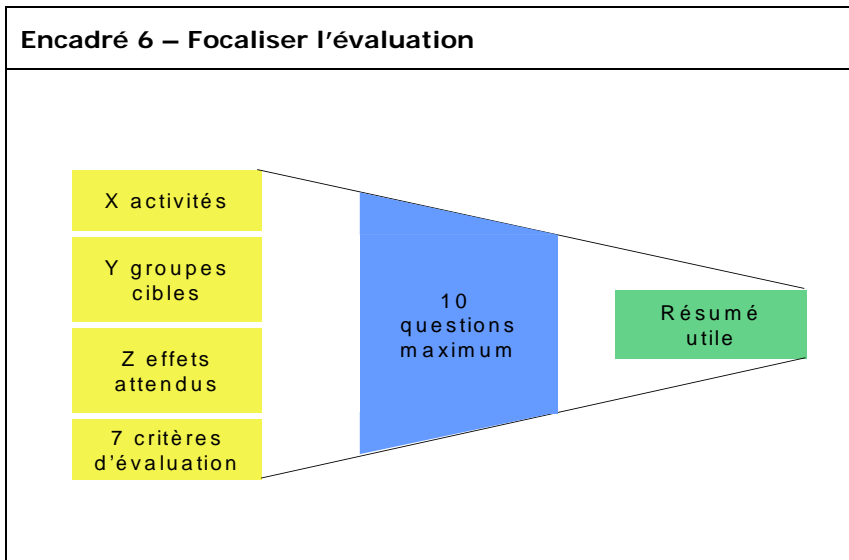 Encadré 6 – Focaliser l'évaluation
X activités
Y groupes
cibles
Z effets
attendus
7 critères
d'évaluation
10
questions
maximum
Résumé
utile